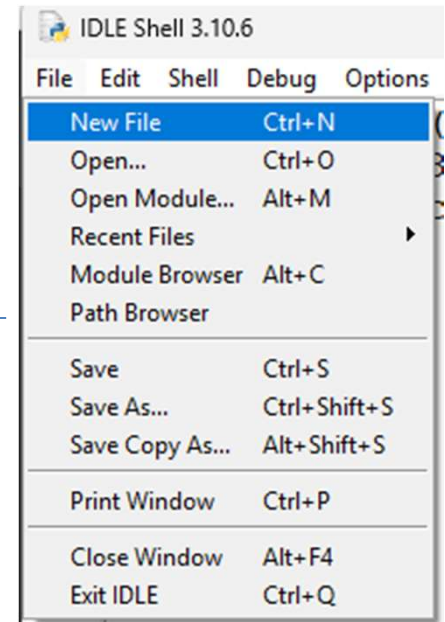 IDLE Shell 3.10.6
File Edit Shell Debug Options
New File Ctrl+N
Open... Ctrl+O
Open Module... Alt+M
Recent Files
Module Browser Alt+C
Path Browser
Save Ctrl+S
Save As... Ctrl+Shift+S
Save Copy As... Alt+Shift+S
Print Window Ctrl+P
Close Window Alt+F4
Exit IDLE Ctrl+Q